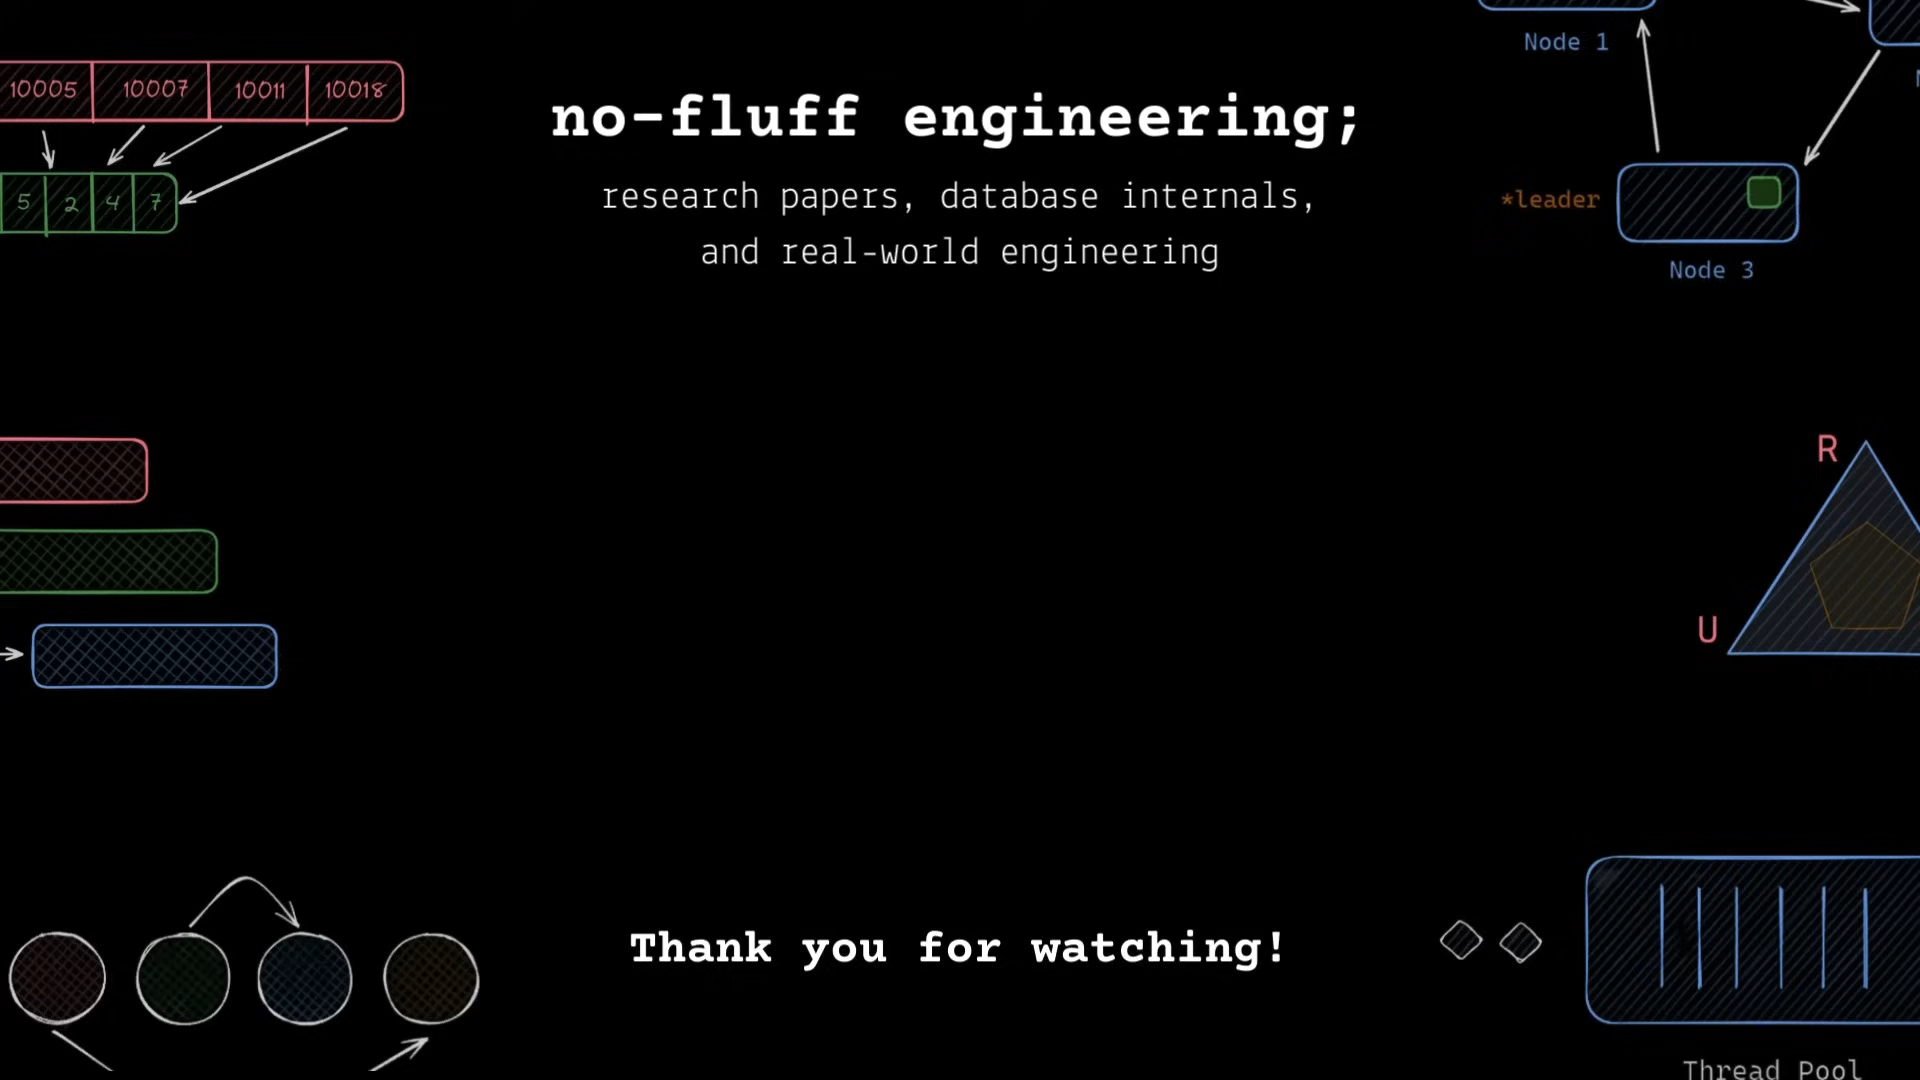 Node 1
10005 10007 10011 10018
no-fluff engineering;
research papers, database internals,
and real-world engineering
5 2 4 7
*leader
Node 3
R
U
Thank you for watching!
Thread Pool